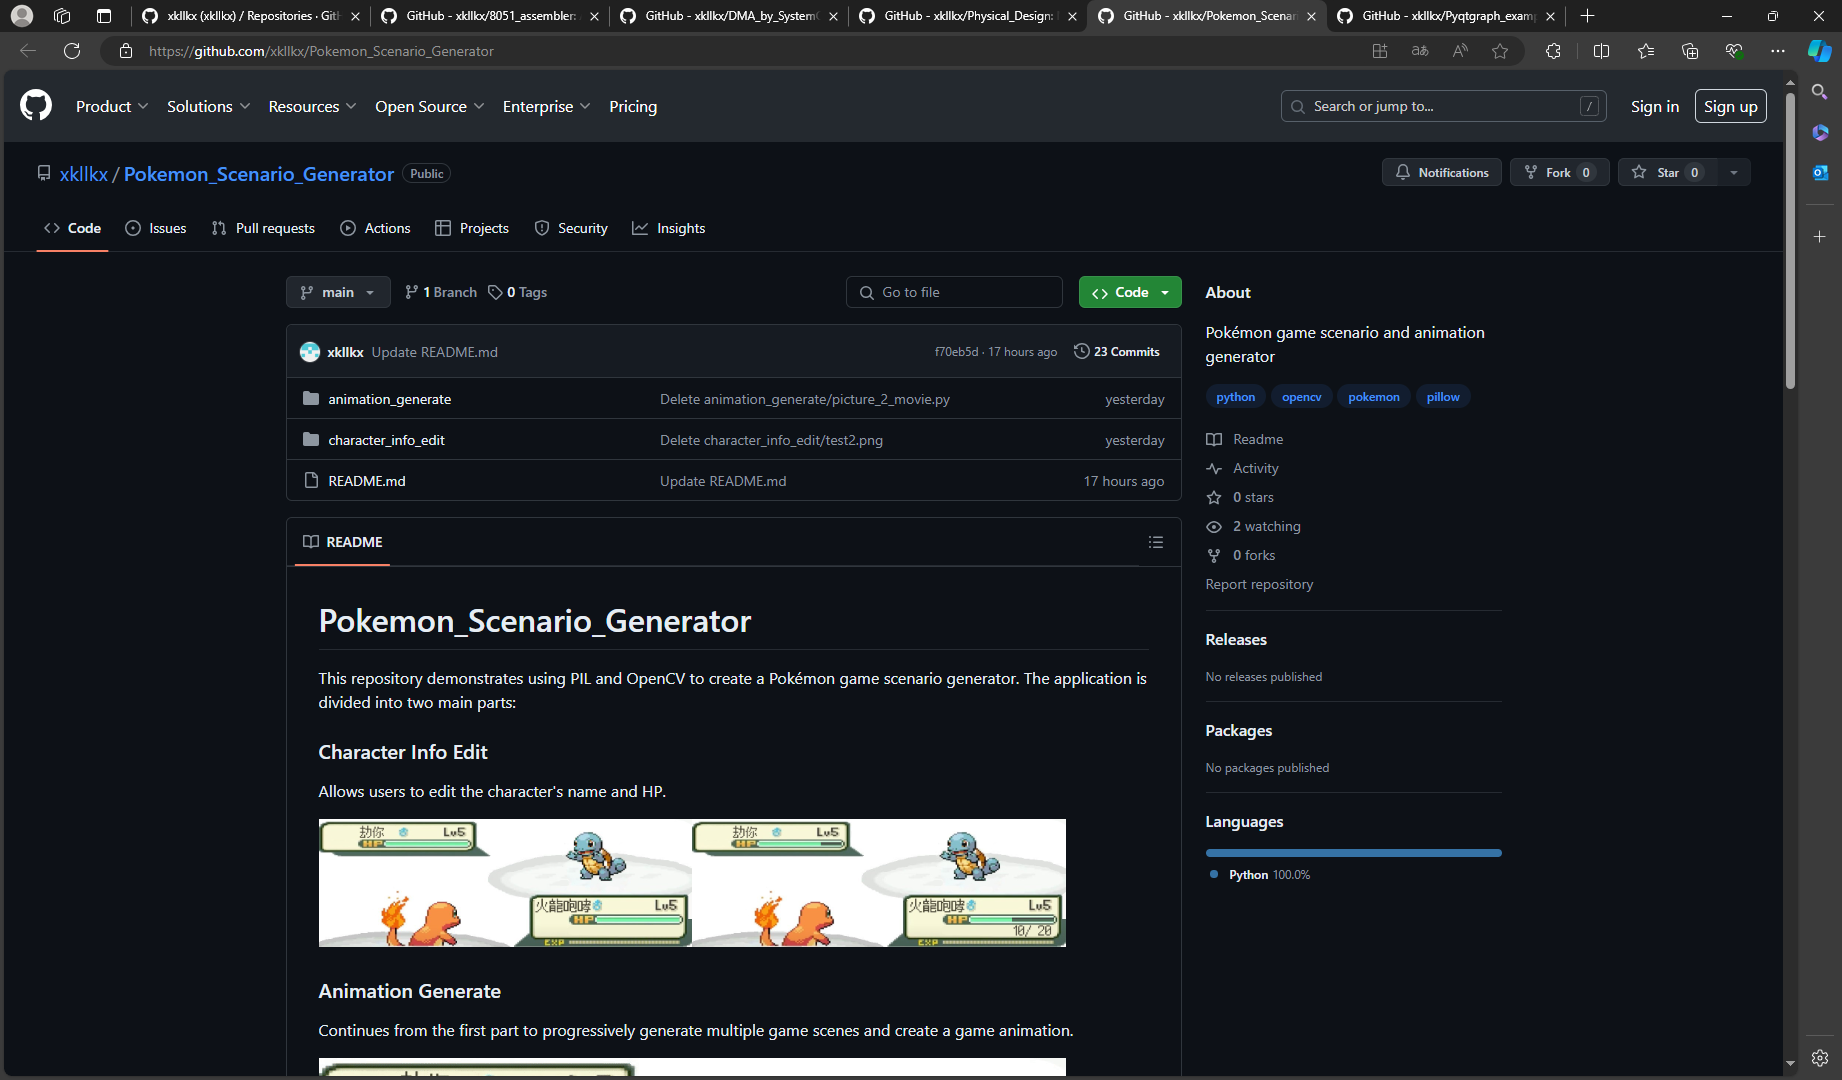 xkllkx (xkllkx) / Repositories · GitH
GitHub - xkllkx/8051_assembler: A
GitHub - xkllkx/DMA_by_SystemC
GitHub - xkllkx/Physical_Design:
GitHub - xkllkx/Pokemon_Scenari
GitHub - xkllkx/Pyqtgraph_examp
https://github.com/xkllkx/Pokemon_Scenario_Generator
Product
Solutions
Resources
Open Source
Enterprise
Pricing
Search or jump to...
/
Sign in
Sign up
xkllkx / Pokemon_Scenario_Generator
Public
Notifications
Fork 0
Star 0
Code
Issues
Pull requests
Actions
Projects
Security
Insights
main
1 Branch
0 Tags
Go to file
Code
xkllkx Update README.md
f70eb5d · 17 hours ago
23 Commits
animation_generate
Delete animation_generate/picture_2_movie.py
yesterday
character_info_edit
Delete character_info_edit/test2.png
yesterday
README.md
Update README.md
17 hours ago
README
Pokemon_Scenario_Generator
This repository demonstrates using PIL and OpenCV to create a Pokémon game scenario generator. The application is
divided into two main parts:
Character Info Edit
Allows users to edit the character's name and HP.
Lv5
HP
火龍咆哮
Lv5
HP
EXP
Lv5
HP
火龍咆哮
Lv5
HP
10/ 20
EXP
Animation Generate
Continues from the first part to progressively generate multiple game scenes and create a game animation.
About
Pokémon game scenario and animation
generator
python
opencv
pokemon
pillow
Readme
Activity
0 stars
2 watching
0 forks
Report repository
Releases
No releases published
Packages
No packages published
Languages
Python 100.0%